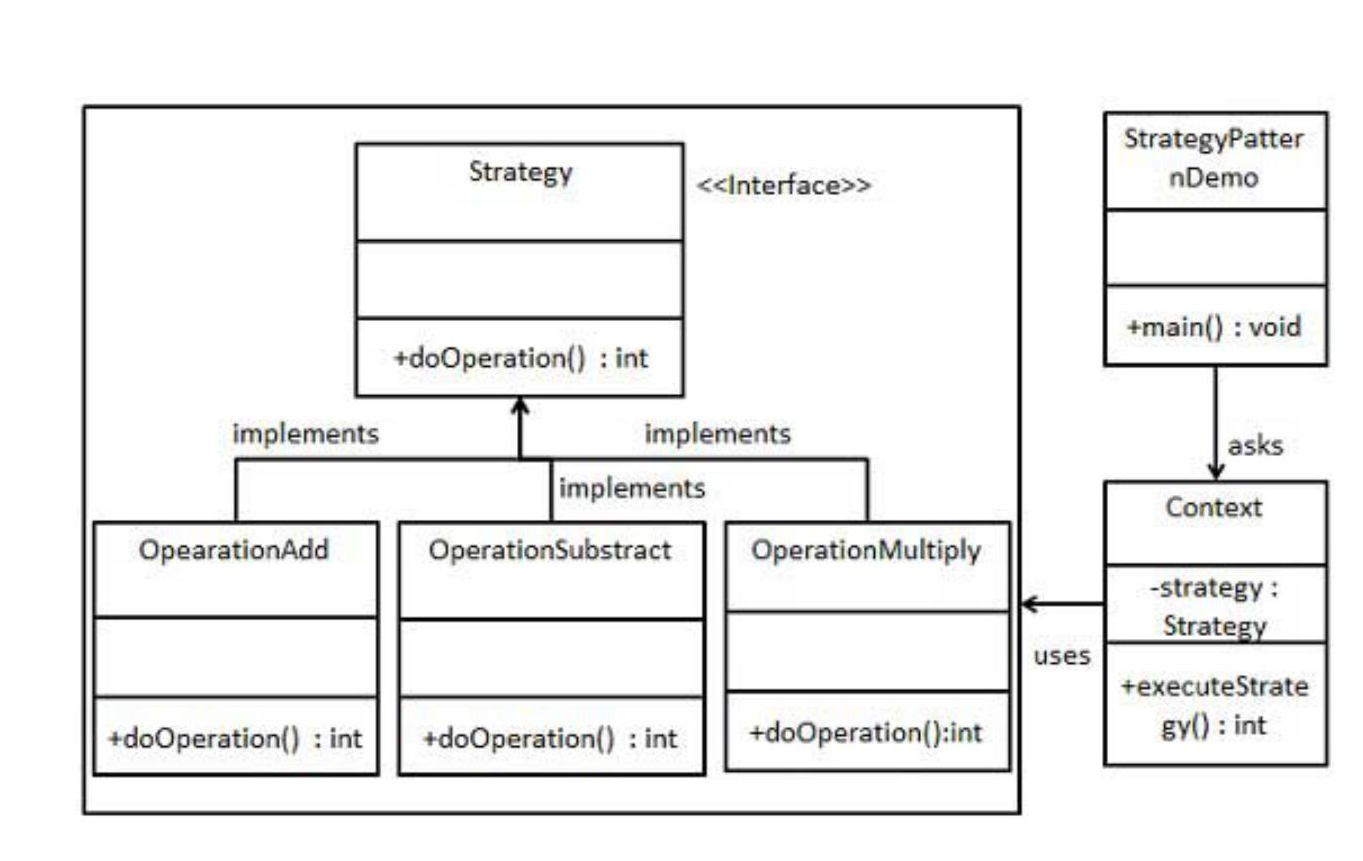 Strategy
<<Interface>>
+doOperation() : int
implements
implements
implements
OpearationAdd
+doOperation() : int
OperationSubstract
+doOperation() : int
OperationMultiply
+doOperation():int
StrategyPatter
nDemo
+main() : void
asks
Context
-strategy :
Strategy
+executeStrate
gy() : int
uses